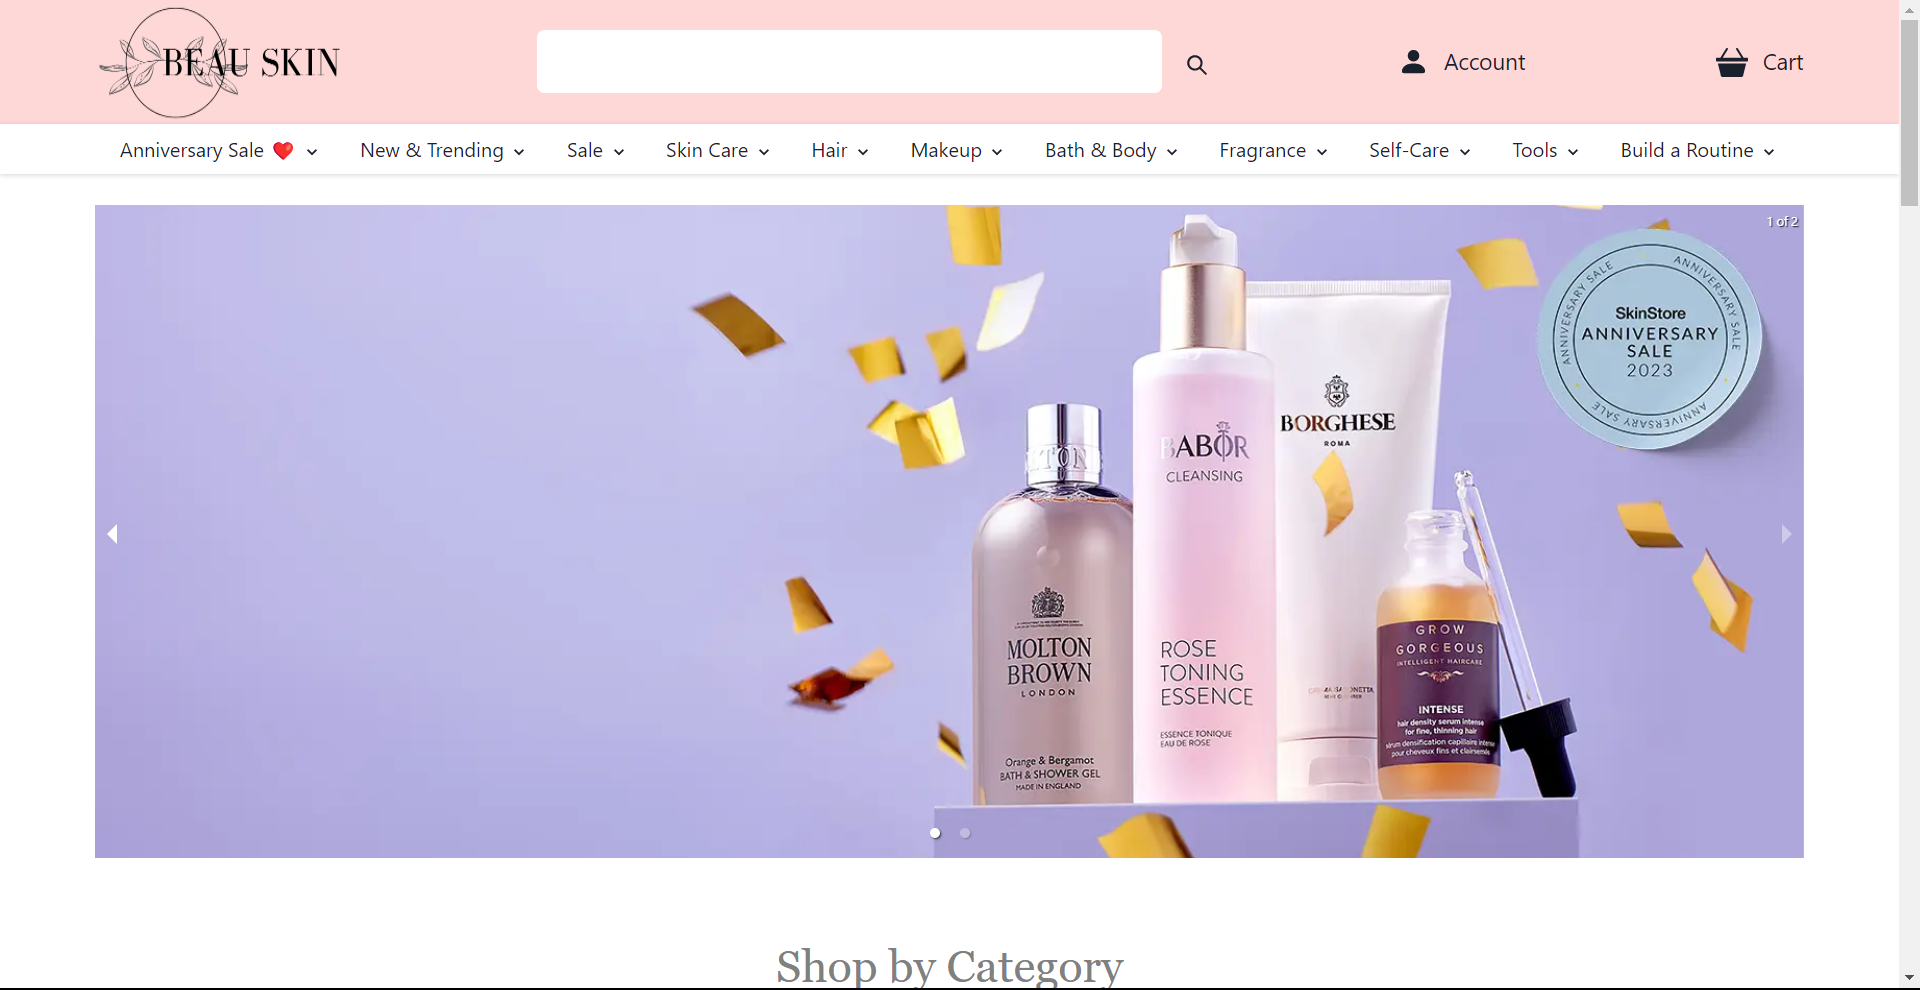 BEAU SKIN
Account
Cart
Anniversary Sale
New & Trending
Sale
Skin Care
Hair
Makeup
Bath & Body
Fragrance
Self-Care
Tools
Build a Routine
1 of 2
ANNIVERSARY SALE
ANNIVERSARY SALE
ANNIVERSARY SALE
SkinStore
ANNIVERSARY
SALE
2023
BORGHESE
ROMA
BABOR
CLEANSING
ROSE
TONING
ESSENCE
ESSENCE TONIQUE
EAU DE ROSE
MOLTON
BROWN
LONDON
Orange & Bergamot
BATH & SHOWER GEL
MADE IN ENGLAND
GROW
GORGEOUS
INTELLIGENT HAIRCARE
INTENSE
hair density serum intense
for fine, thinning hair
sérum densification capillaire intense
pour cheveux fins et clairsemés
Shop by Category